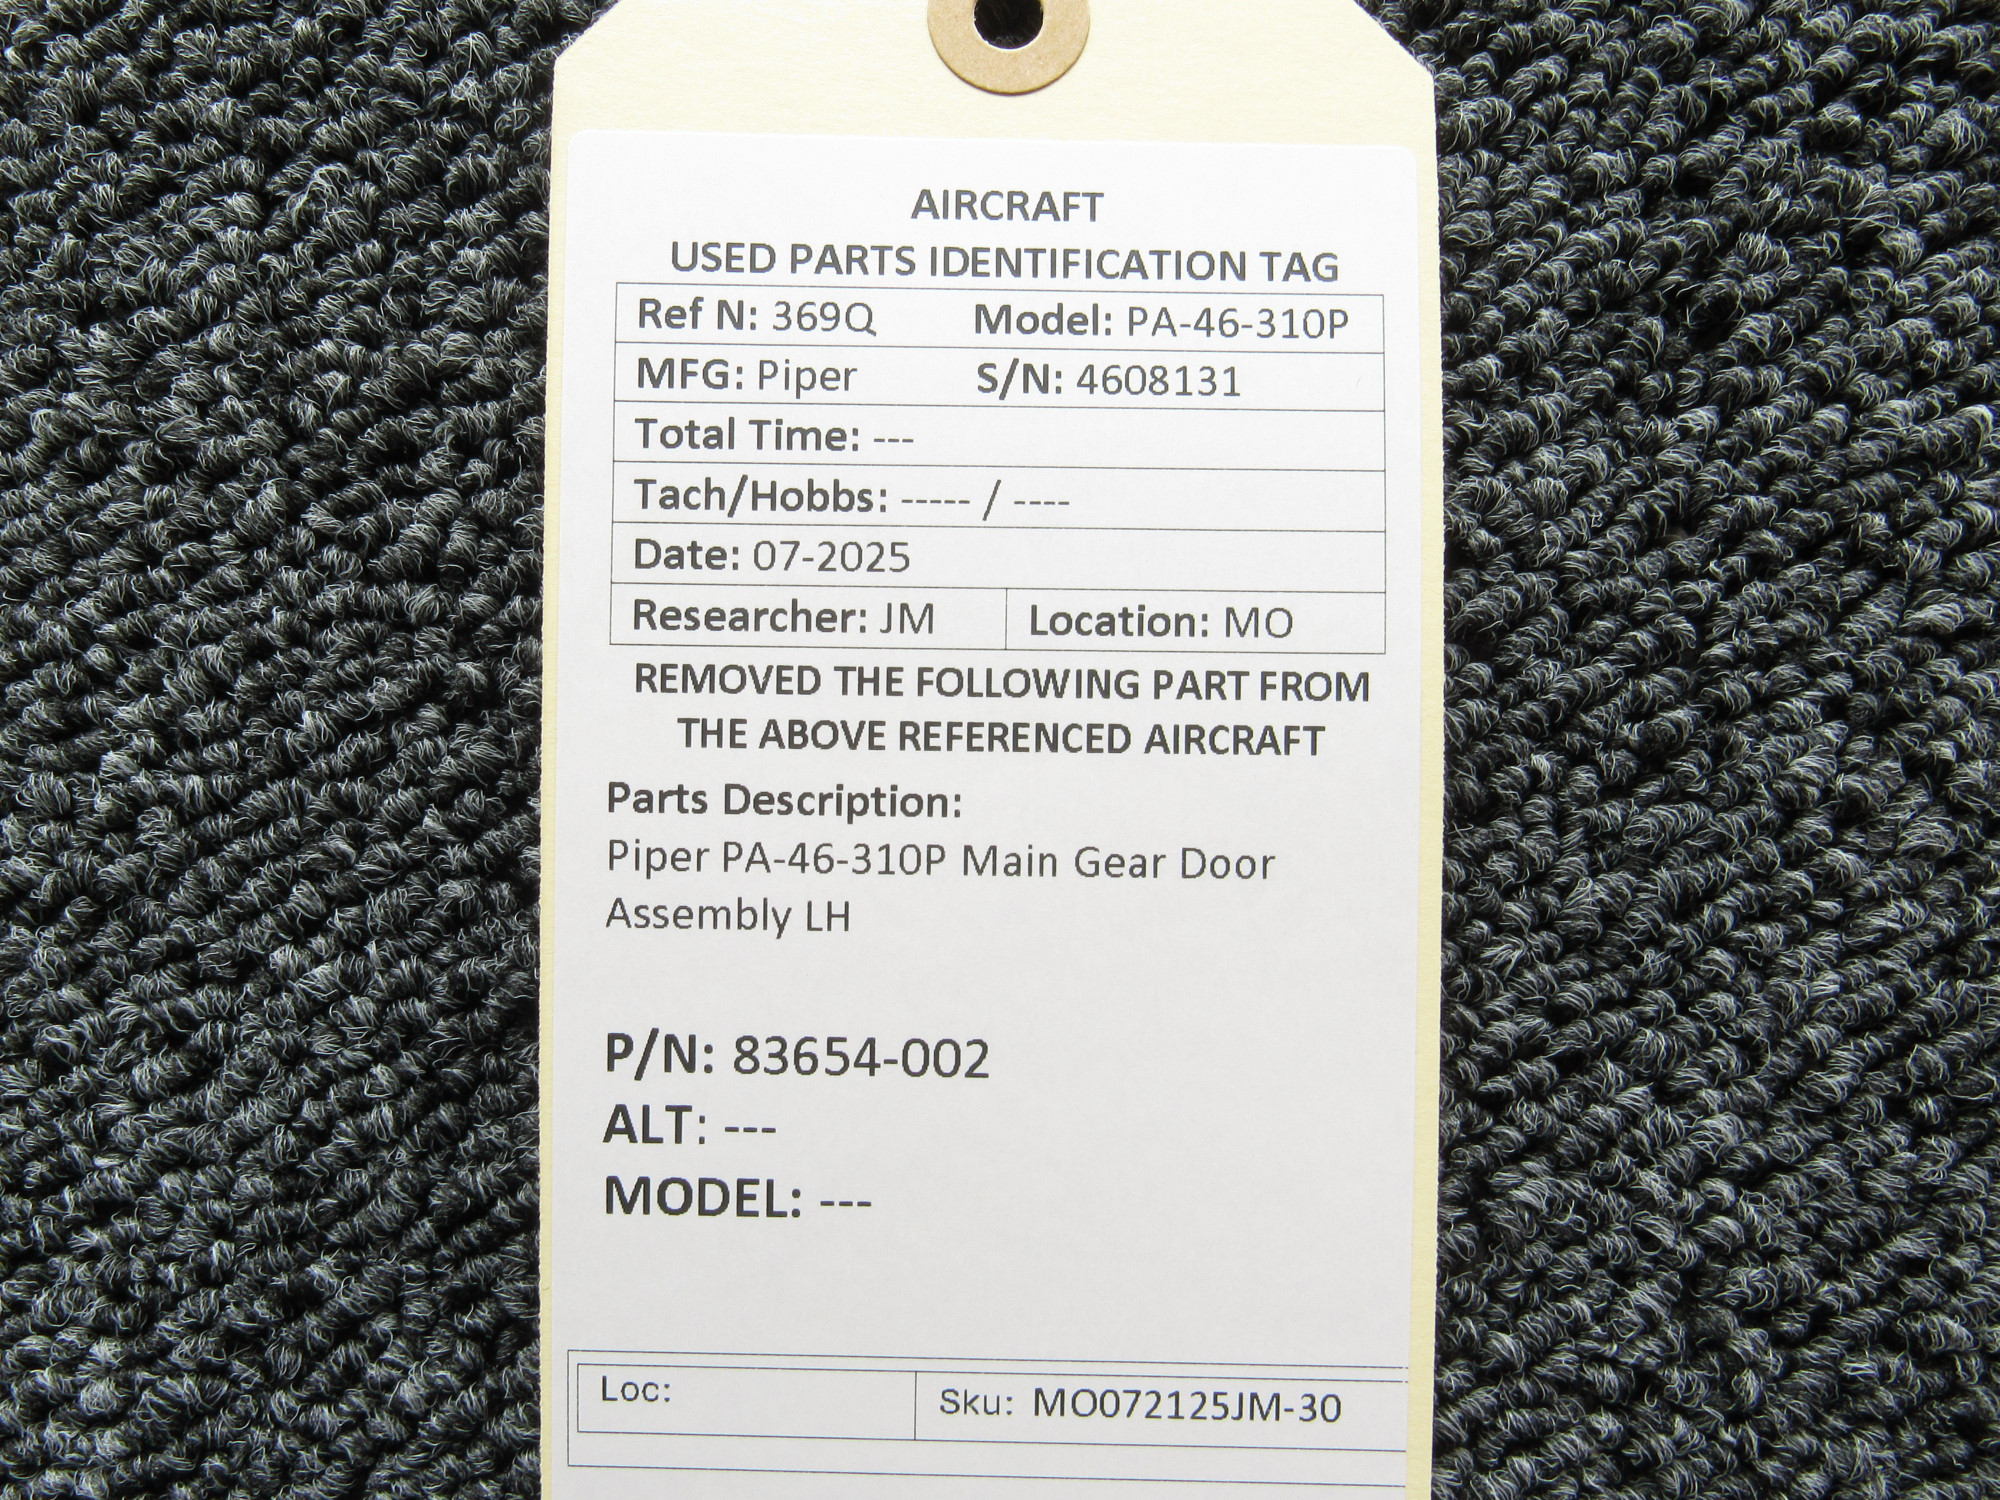 AIRCRAFT
USED PARTS IDENTIFICATION TAG
Ref N: 369Q Model: PA-46-310P
MFG: Piper S/N: 4608131
Total Time: ---
Tach/Hobbs: ----- / ----
Date: 07-2025
Researcher: JM Location: MO
REMOVED THE FOLLOWING PART FROM
THE ABOVE REFERENCED AIRCRAFT
Parts Description:
Piper PA-46-310P Main Gear Door
Assembly LH
P/N: 83654-002
ALT: ---
MODEL: ---
Loc: Sku: MO072125JM-30